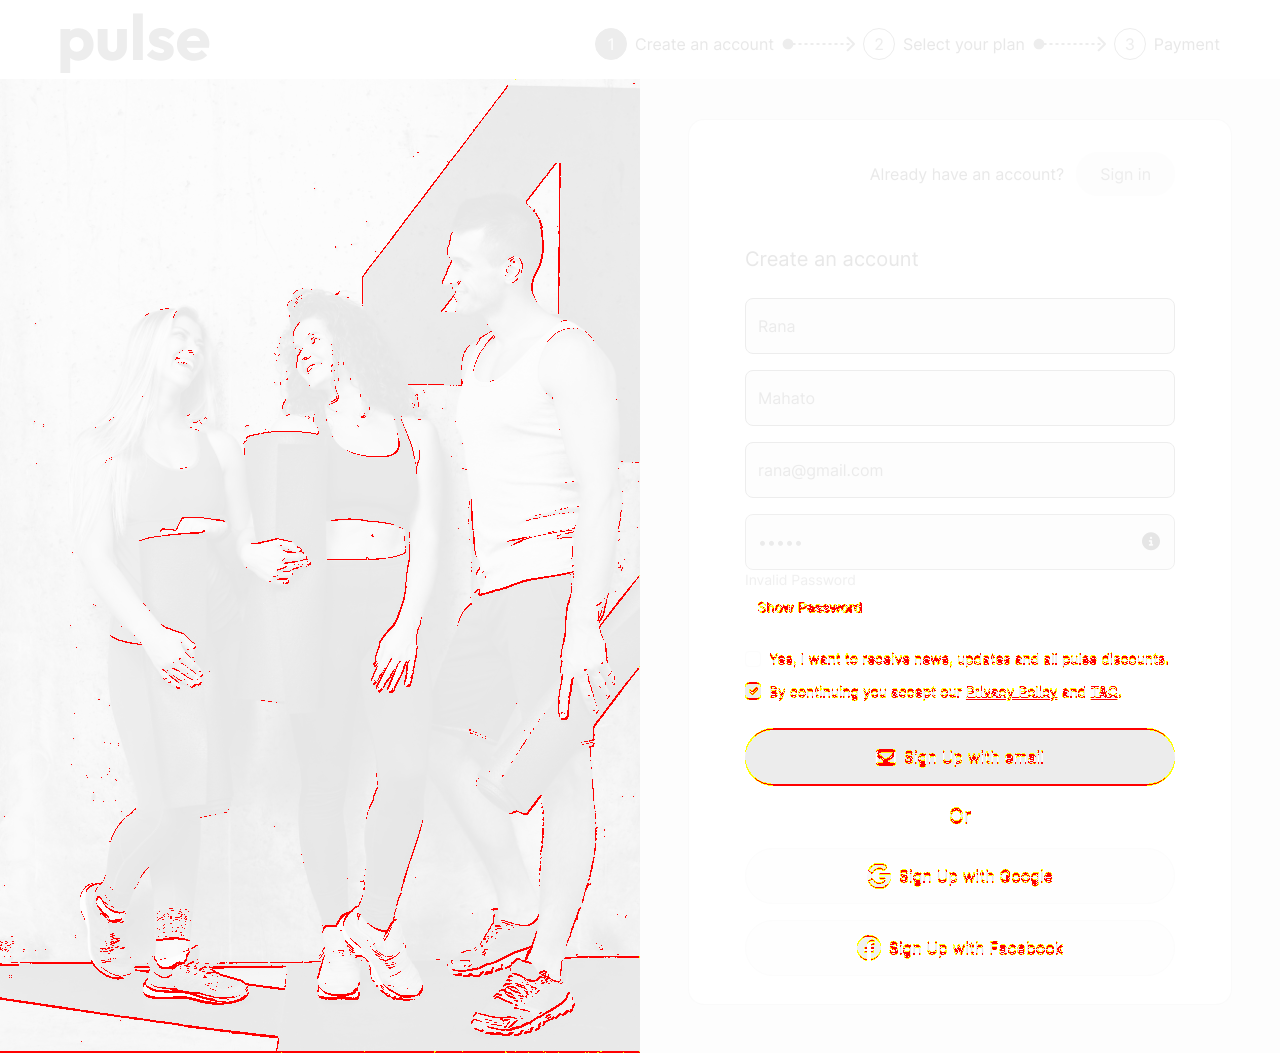 pulse
1 Create an account 2 Select your plan 3 Payment
Already have an account? Sign in
Create an account
Rana
Mahato
rana@gmail.com
•••••
Invalid Password
Show Password
Yes, I want to receive news, updates and all pulse discounts.
By continuing you accept our Privacy Policy and T&C.
Sign Up with email
Or
Sign Up with Google
Sign Up with Facebook